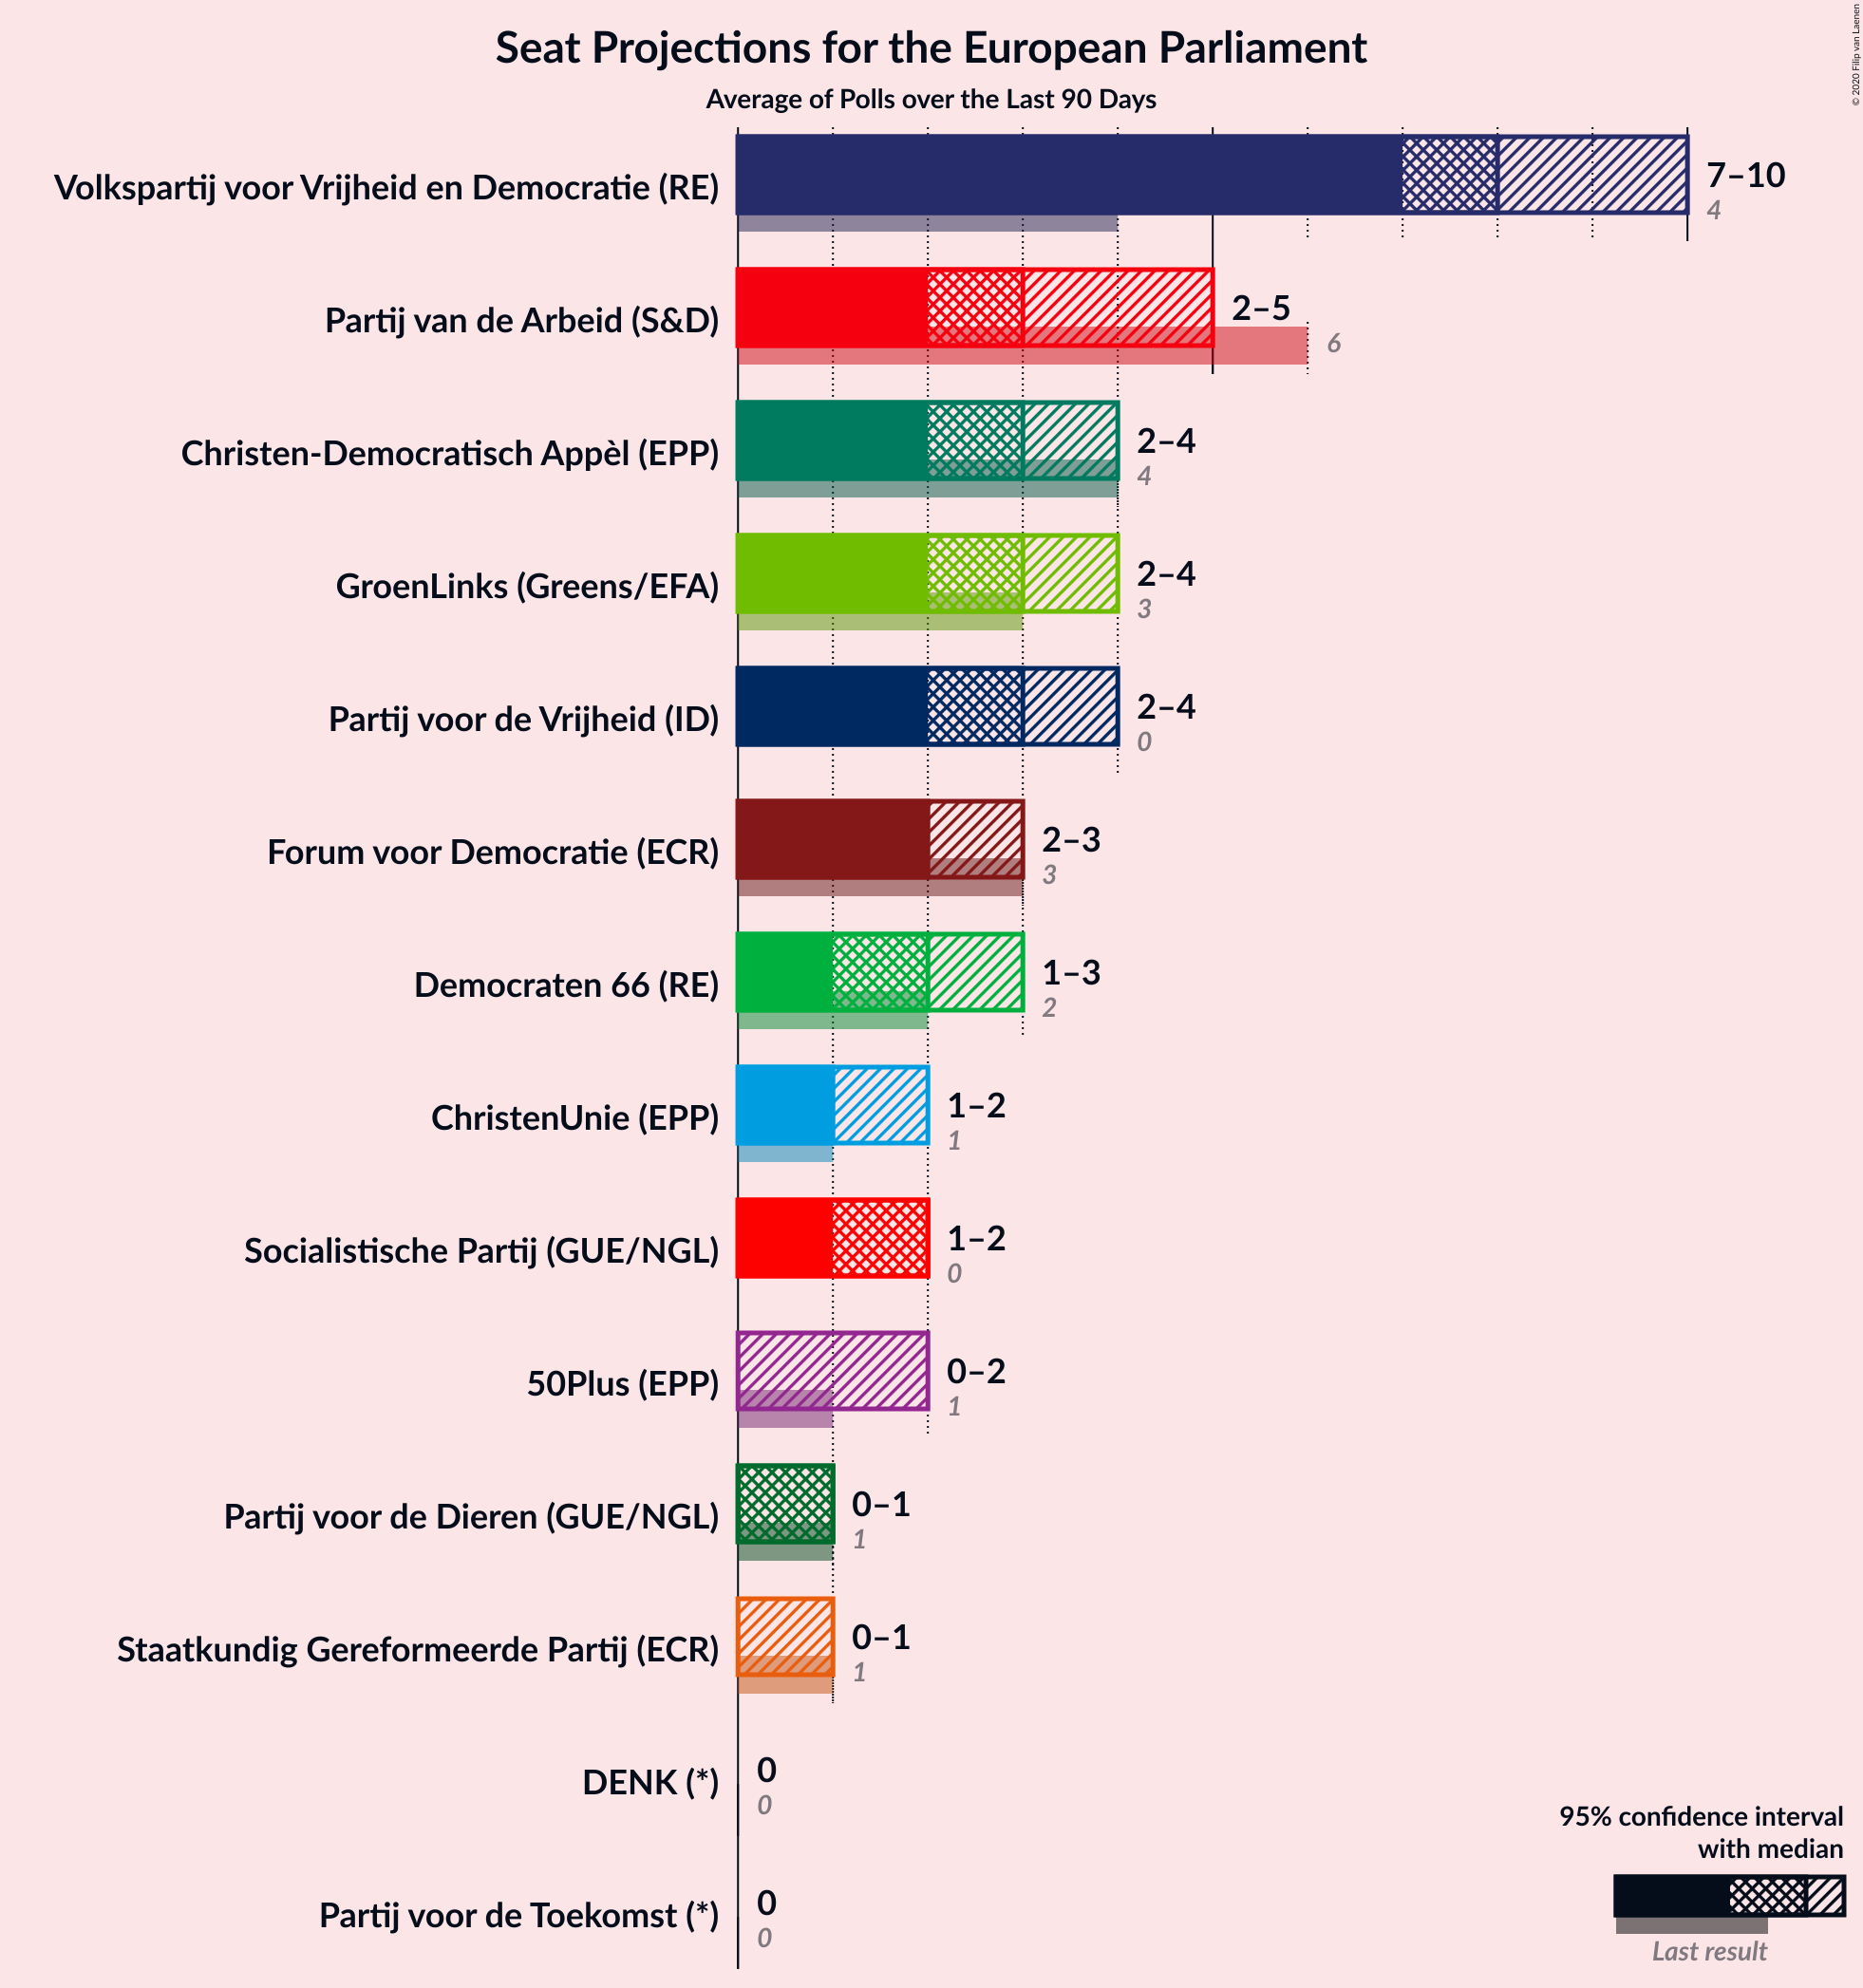 Seat Projections for the European Parliament
Average of Polls over the Last 90 Days
© 2020 Filip van Laenen
Volkspartij voor Vrijheid en Democratie (RE)
7–10
4
Partij van de Arbeid (S&D)
2–5
6
Christen-Democratisch Appèl (EPP)
2–4
4
GroenLinks (Greens/EFA)
2–4
3
Partij voor de Vrijheid (ID)
2–4
0
Forum voor Democratie (ECR)
2–3
3
Democraten 66 (RE)
1–3
2
ChristenUnie (EPP)
1–2
1
Socialistische Partij (GUE/NGL)
1–2
0
50Plus (EPP)
0–2
1
Partij voor de Dieren (GUE/NGL)
0–1
1
Staatkundig Gereformeerde Partij (ECR)
0–1
1
DENK (*)
0
0
Partij voor de Toekomst (*)
0
0
95% confidence interval
with median
Last result